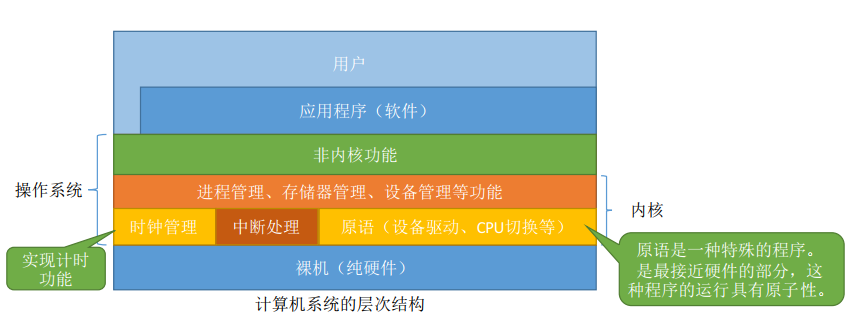 用户
应用程序（软件）
非内核功能
操作系统
进程管理、存储器管理、设备管理等功能
内核
时钟管理
中断处理
原语（设备驱动、CPU切换等）
实现计时
功能
裸机（纯硬件）
原语是一种特殊的程序。
是最接近硬件的部分，这
种程序的运行具有原子性。
计算机系统的层次结构